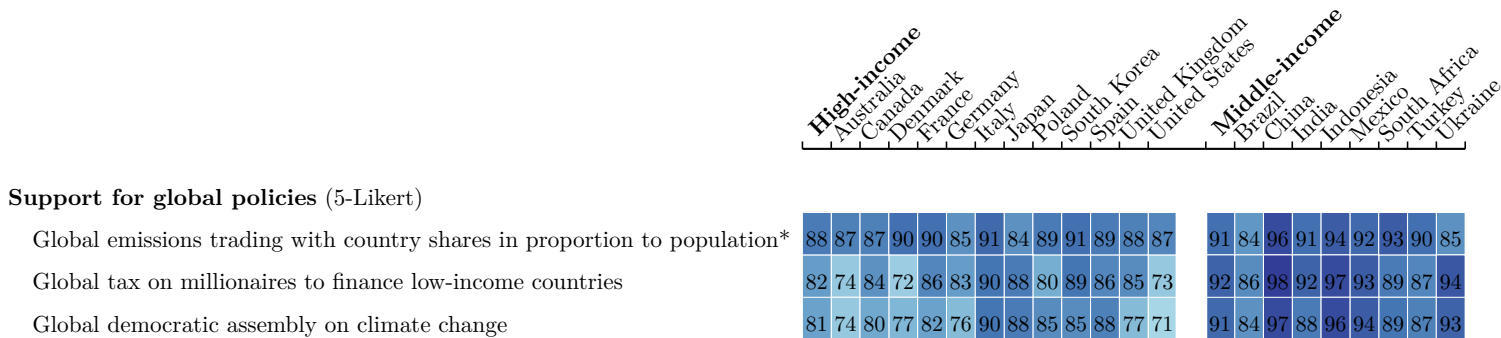 High-income
Australia
Canada
Denmark
France
Germany
Italy
Japan
Poland
South Korea
Spain
United Kingdom
United States
Middle-income
Brazil
China
India
Indonesia
Mexico
South Africa
Turkey
Ukraine
Support for global policies (5-Likert)
Global emissions trading with country shares in proportion to population* 88 87 87 90 90 85 91 84 89 91 89 88 87 91 84 96 91 94 92 93 90 85
Global tax on millionaires to finance low-income countries 82 74 84 72 86 83 90 88 80 89 86 85 73 92 86 98 92 97 93 89 87 94
Global democratic assembly on climate change 81 74 80 77 82 76 90 88 85 85 88 77 71 91 84 97 88 96 94 89 87 93